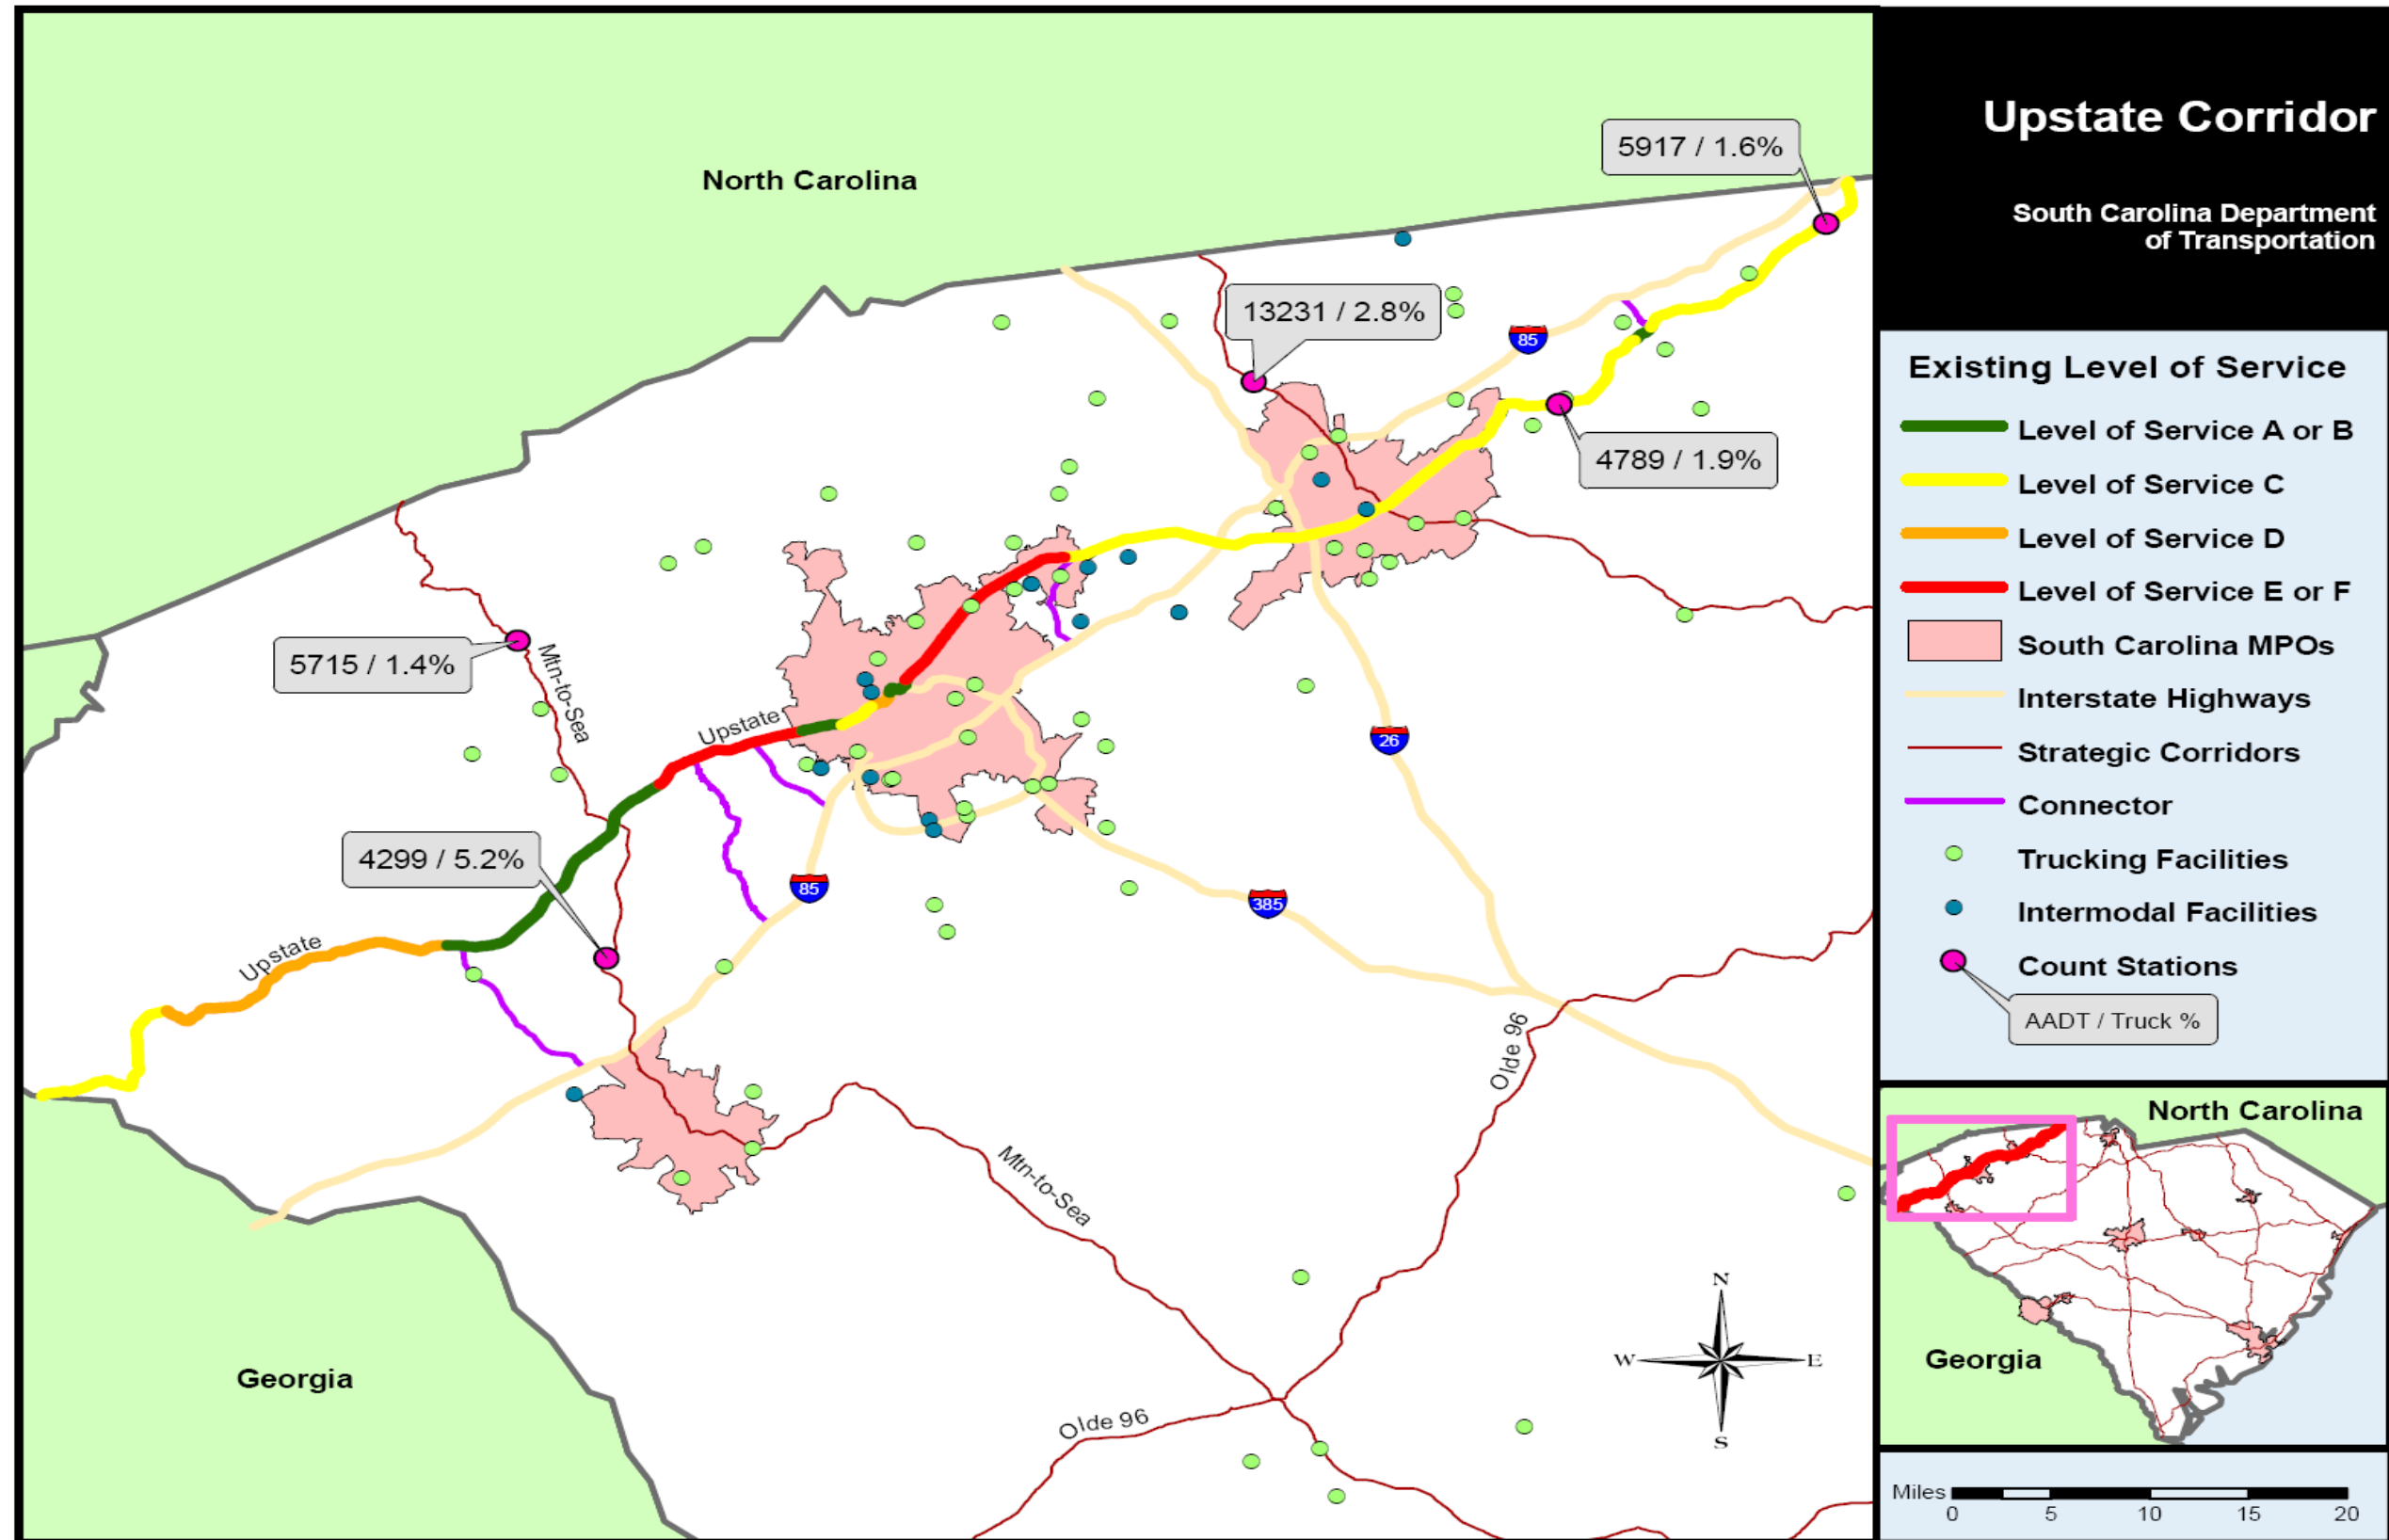 North Carolina
5917 / 1.6%
13231 / 2.8%
85
4789 / 1.9%
5715 / 1.4%
Mtn-to-Sea
Upstate
26
4299 / 5.2%
85
385
Upstate
Olde 96
Mtn-to-Sea
Georgia
Olde 96
N
W
E
S
Upstate Corridor
South Carolina Department
of Transportation
Existing Level of Service
Level of Service A or B
Level of Service C
Level of Service D
Level of Service E or F
South Carolina MPOs
Interstate Highways
Strategic Corridors
Connector
Trucking Facilities
Intermodal Facilities
Count Stations
AADT / Truck %
North Carolina
Georgia
Miles
0 5 10 15 20